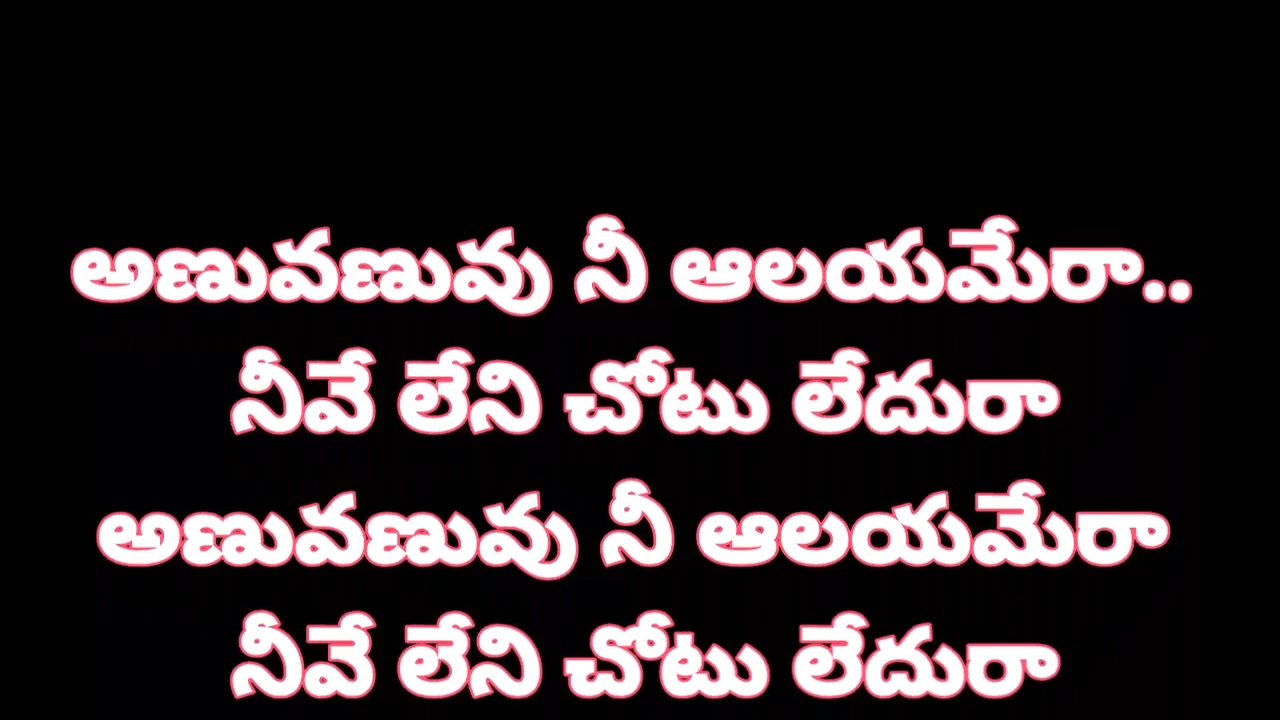 అణువణువు నీ ఆలయమేరా..
నీవే లేని చోటు లేదురా
అణువణువు నీ ఆలయమేరా
నీవే లేని చోటు లేదురా